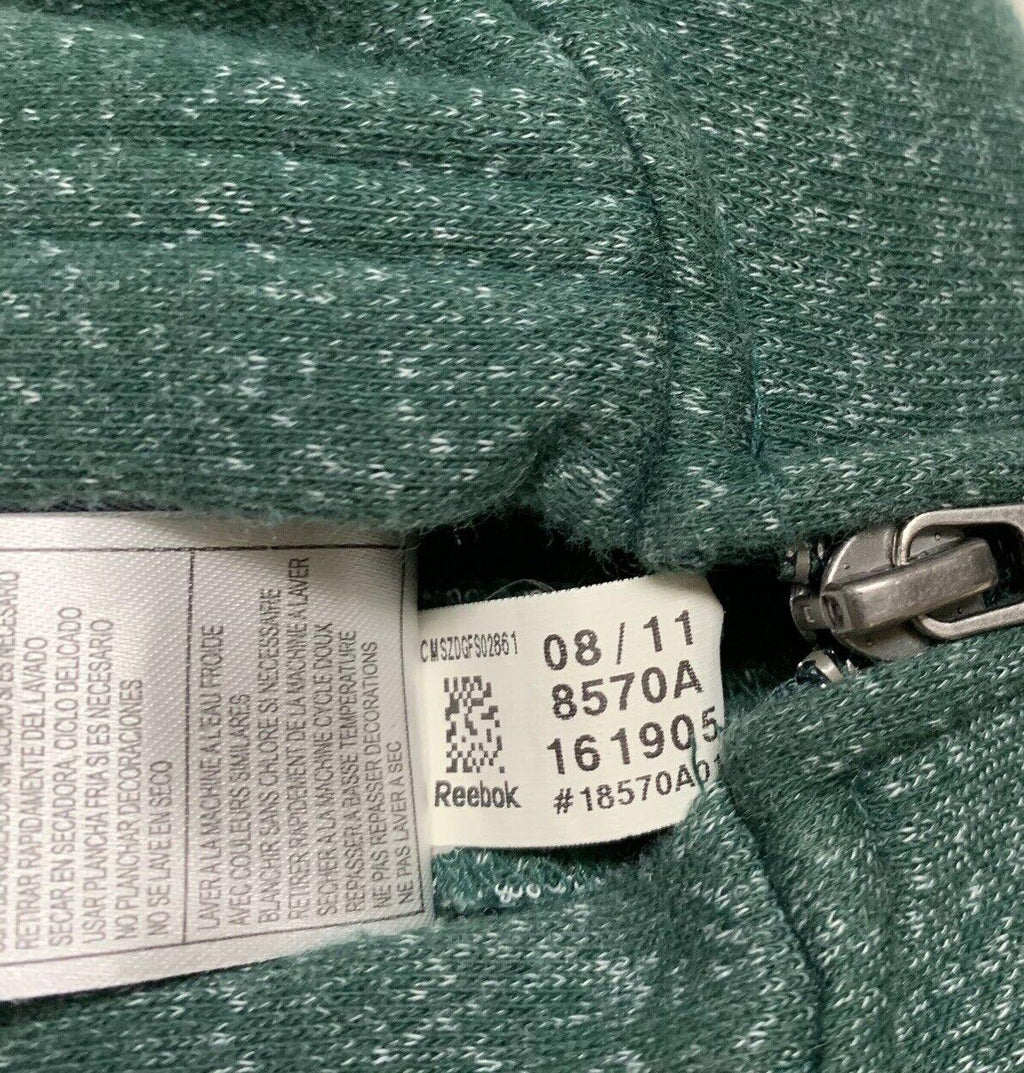 RETIRAR RAPIDAMENTE DEL LAVADO
SECAR EN SECADORA, CICLO DELICADO
USAR PLANCHA FRIA SI ES NECESARIO
NO PLANCHAR DECORACIONES
NO SE LAVE EN SECO
LAVER A LA MACHINE A L'EAU FROIDE
AVEC COULEURS SIMILARES
BLANCHIR SANS CHLORE SI NECESSAIRE
RETIRER RAPIDEMENT DE LA MACHINE A LAVER
SECHER A LA MACHINE CYCLE DOUX
REPASSER BASSE TEMPERATURE
NE PAS REPASSER DECORATIONS
NE PAS LAVER A SEC
CMSZDGFS02861
Reebok
08/11
8570A
161905
#18570A0